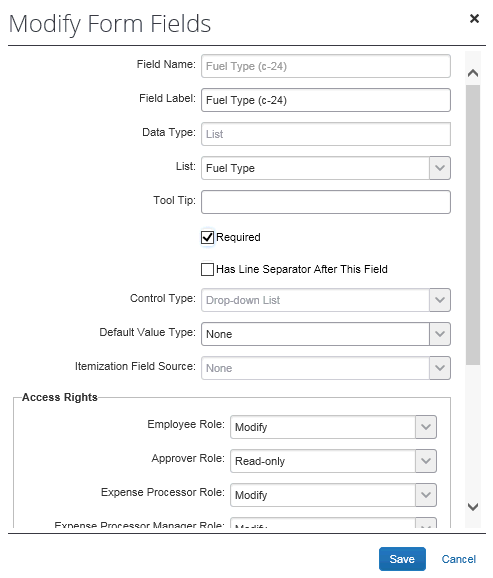 Modify Form Fields
Field Name: Fuel Type (c-24)
Field Label: Fuel Type (c-24)
Data Type: List
List: Fuel Type
Tool Tip:
Required
Has Line Separator After This Field
Control Type: Drop-down List
Default Value Type: None
Itemization Field Source: None
Access Rights
Employee Role: Modify
Approver Role: Read-only
Expense Processor Role: Modify
Expense Processor Manager Role: Modify
Save Cancel